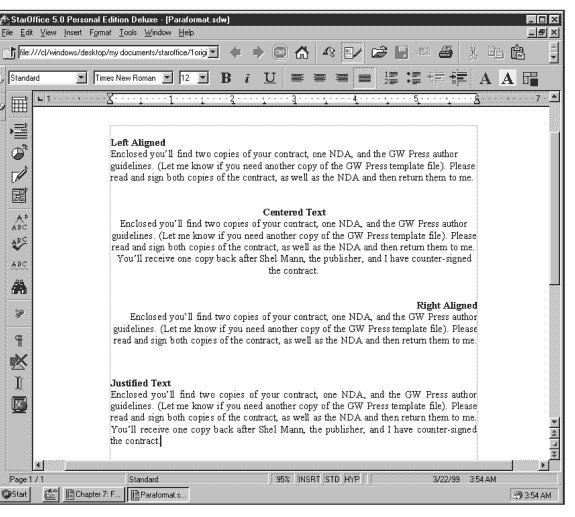 StarOffice 5.0 Personal Edition Deluxe - [Paraformat.sdw]
File Edit View Insert Format Tools Window Help
file:///c|/windows/desktop/my documents/staroffice/1origi
Standard Times New Roman 12 B i U A A
1 1 2 3 4 5 6 7
Left Aligned
Enclosed you'll find two copies of your contract, one NDA, and the GW Press author
guidelines. (Let me know if you need another copy of the GW Press template file). Please
read and sign both copies of the contract, as well as the NDA and then return them to me.
Centered Text
Enclosed you'll find two copies of your contract, one NDA, and the GW Press author
guidelines. (Let me know if you need another copy of the GW Press template file). Please
read and sign both copies of the contract, as well as the NDA and then return them to me.
You'll receive one copy back after Shel Mann, the publisher, and I have counter-signed
the contract.
Right Aligned
Enclosed you'll find two copies of your contract, one NDA, and the GW Press author
guidelines. (Let me know if you need another copy of the GW Press template file). Please
read and sign both copies of the contract, as well as the NDA and then return them to me.
Justified Text
Enclosed you'll find two copies of your contract, one NDA, and the GW Press author
guidelines. (Let me know if you need another copy of the GW Press template file). Please
read and sign both copies of the contract, as well as the NDA and then return them to me.
You'll receive one copy back after Shel Mann, the publisher, and I have counter-signed
the contract.
Page 1 / 1 Standard 95% INSRT STD HYP 3/22/99 3:54 AM
Start Chapter 7: F... Paraformat.s... 3:54 AM